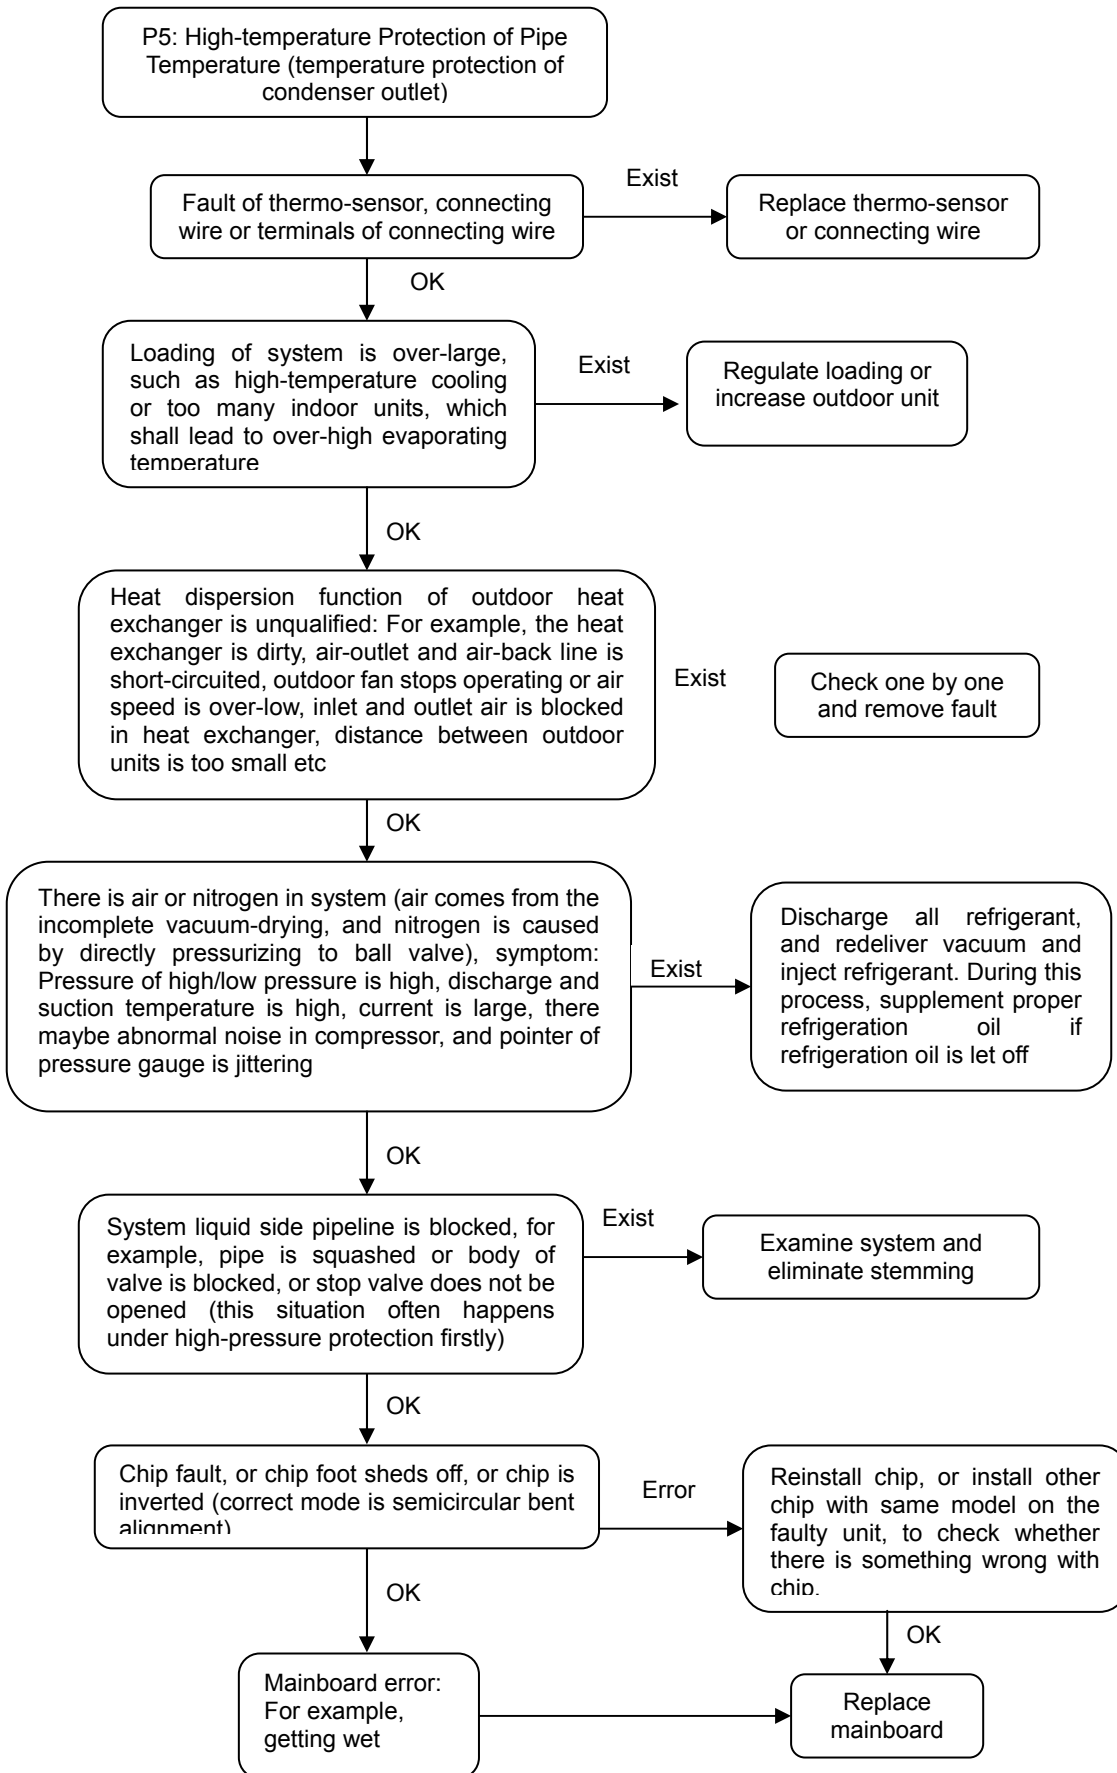 P5: High-temperature Protection of Pipe
Temperature (temperature protection of
condenser outlet)
Fault of thermo-sensor, connecting
wire or terminals of connecting wire
Exist
Replace thermo-sensor
or connecting wire
OK
Loading of system is over-large,
such as high-temperature cooling
or too many indoor units, which
shall lead to over-high evaporating
temperature
Exist
Regulate loading or
increase outdoor unit
OK
Heat dispersion function of outdoor heat
exchanger is unqualified: For example, the heat
exchanger is dirty, air-outlet and air-back line is
short-circuited, outdoor fan stops operating or air
speed is over-low, inlet and outlet air is blocked
in heat exchanger, distance between outdoor
units is too small etc
Exist
Check one by one
and remove fault
OK
There is air or nitrogen in system (air comes from the
incomplete vacuum-drying, and nitrogen is caused
by directly pressurizing to ball valve), symptom:
Pressure of high/low pressure is high, discharge and
suction temperature is high, current is large, there
maybe abnormal noise in compressor, and pointer of
pressure gauge is jittering
Exist
Discharge all refrigerant,
and redeliver vacuum and
inject refrigerant. During this
process, supplement proper
refrigeration oil if
refrigeration oil is let off
OK
System liquid side pipeline is blocked, for
example, pipe is squashed or body of
valve is blocked, or stop valve does not be
opened (this situation often happens
under high-pressure protection firstly)
Exist
Examine system and
eliminate stemming
OK
Chip fault, or chip foot sheds off, or chip is
inverted (correct mode is semicircular bent
alignment)
Error
Reinstall chip, or install other
chip with same model on the
faulty unit, to check whether
there is something wrong with
chip.
OK
OK
Mainboard error:
For example,
getting wet
Replace
mainboard